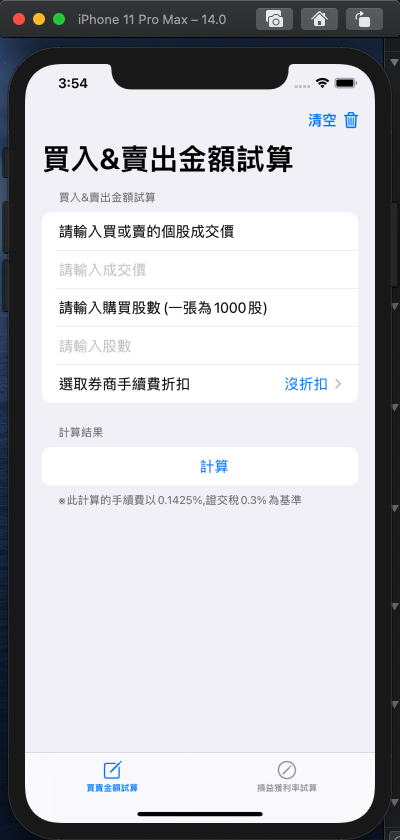 iPhone 11 Pro Max – 14.0
3:54
清空
買入&賣出金額試算
買入&賣出金額試算
請輸入買或賣的個股成交價
請輸入成交價
請輸入購買股數 (一張為1000股)
請輸入股數
選取券商手續費折扣 沒折扣
計算結果
計算
※此計算的手續費以0.1425%,證交稅0.3%為基準
買賣金額試算 損益獲利率試算